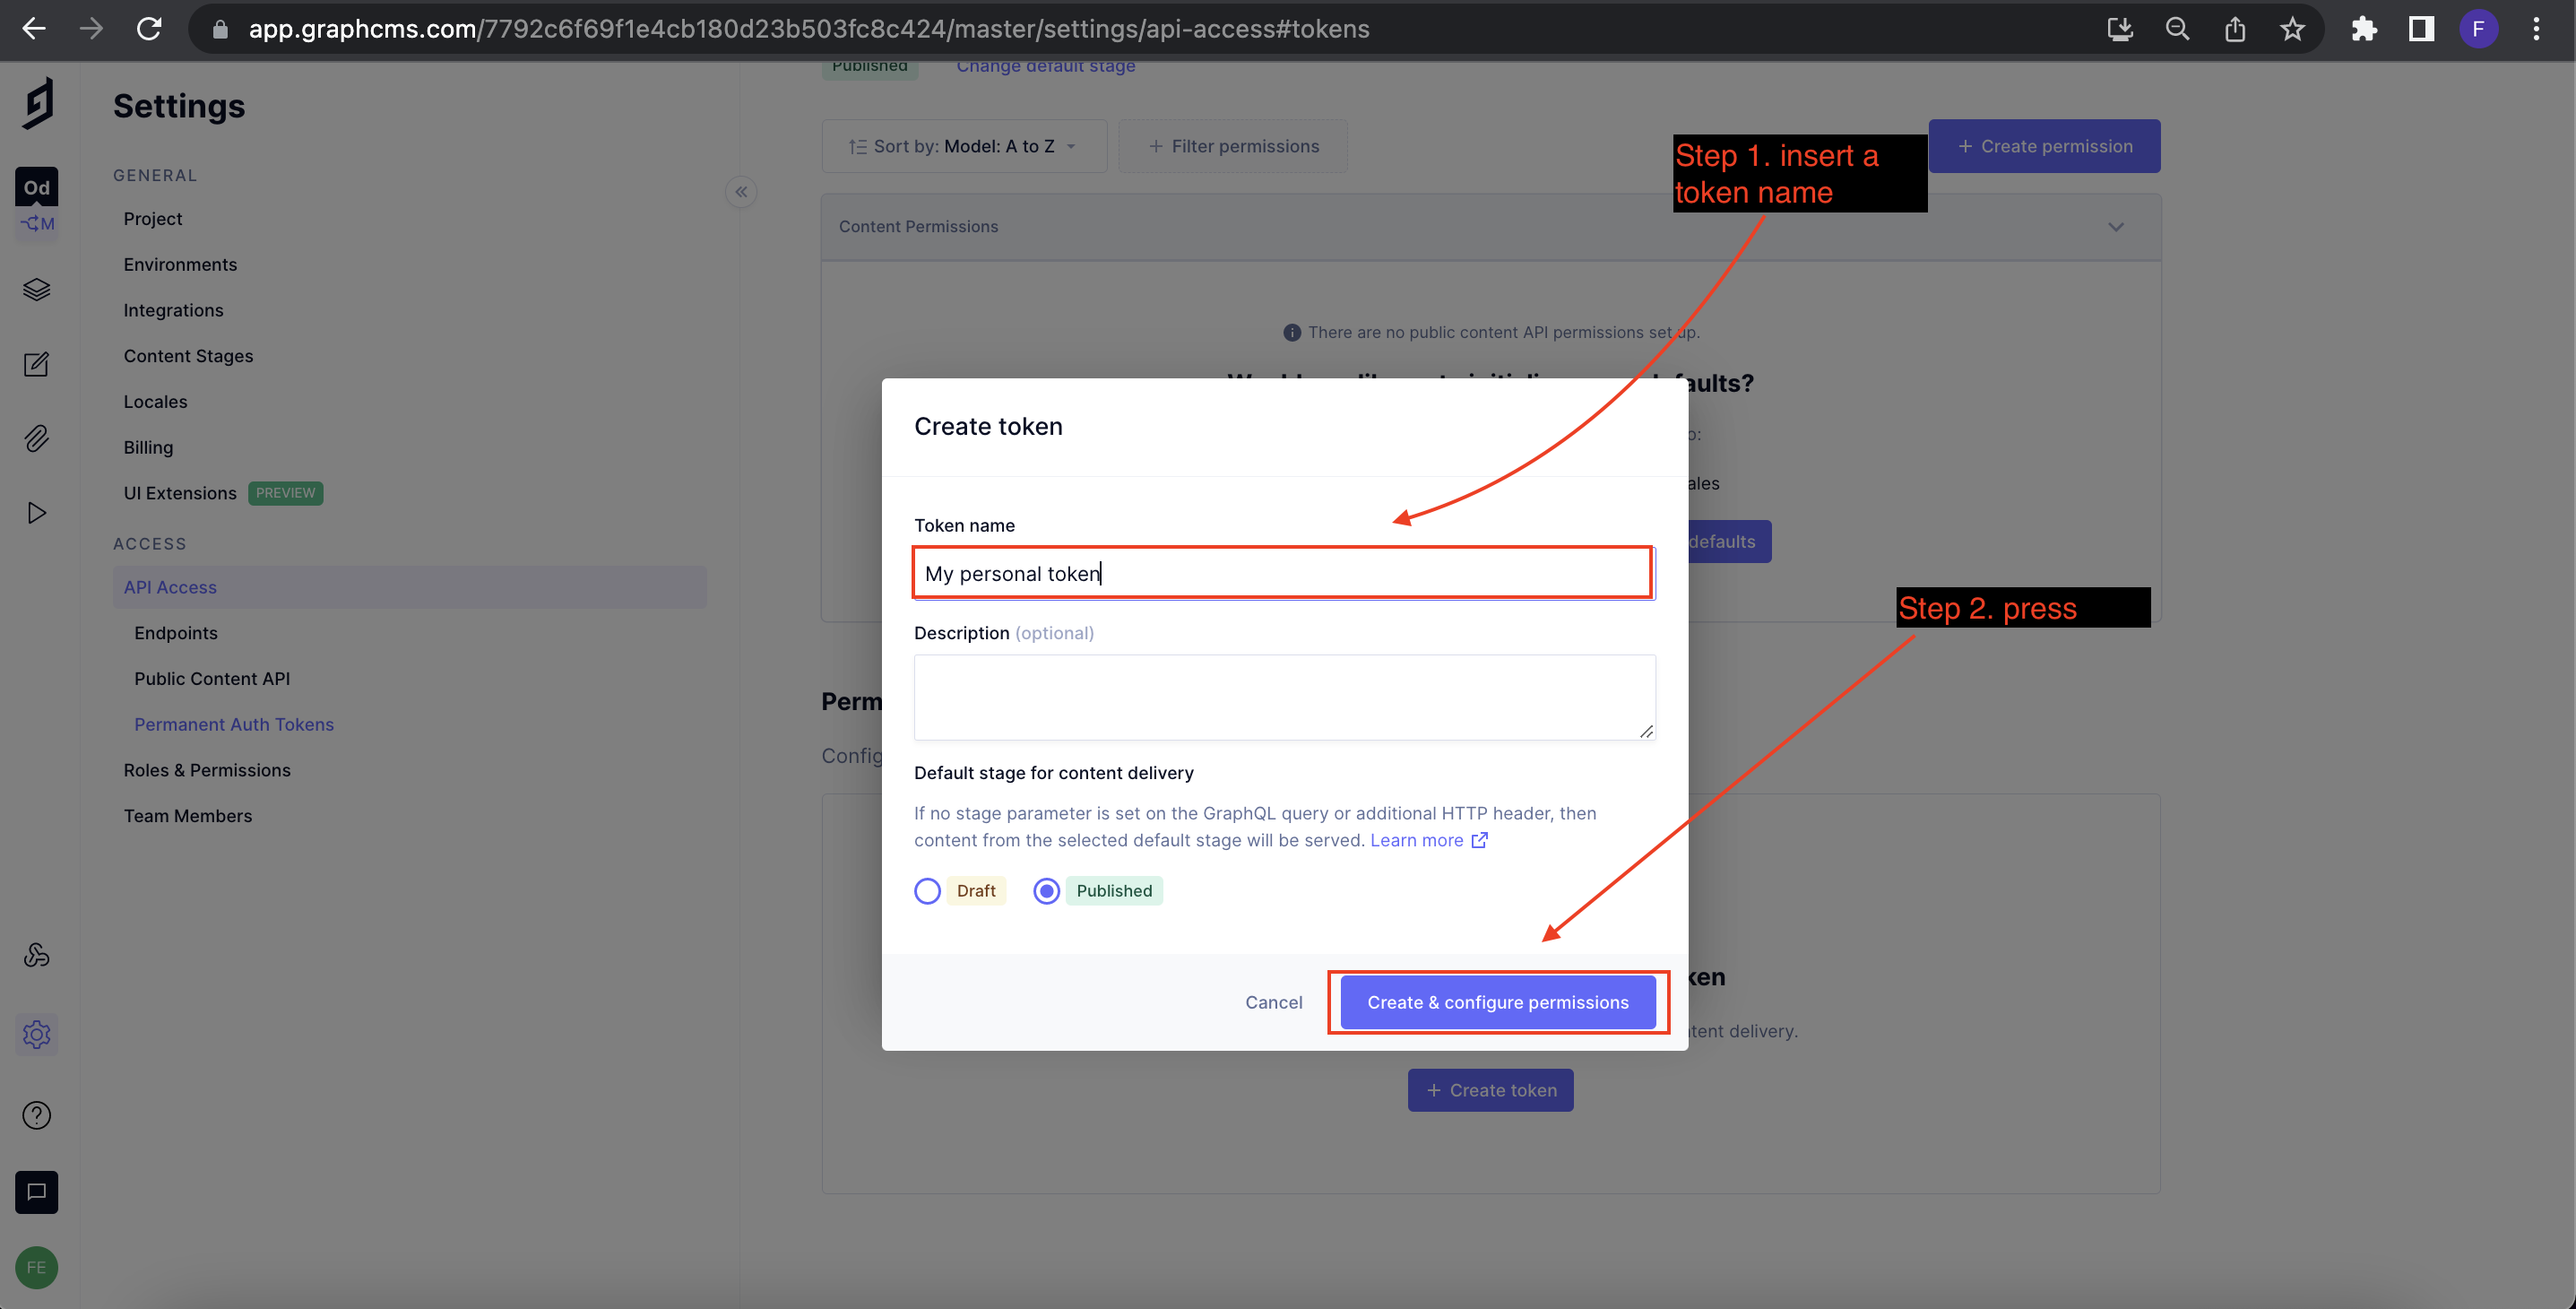 app.graphcms.com/7792c6f69f1e4cb180d23b503fc8c424/master/settings/api-access#tokens
F
Published
Change default stage
Settings
Od
M
GENERAL
Project
Environments
Integrations
Content Stages
Locales
Billing
UI Extensions PREVIEW
ACCESS
API Access
Endpoints
Public Content API
Permanent Auth Tokens
Roles & Permissions
Team Members
FE
Sort by: Model: A to Z
+ Filter permissions
Step 1. insert a
token name
+ Create permission
Content Permissions
There are no public content API permissions set up.
Create token
Token name
My personal token
Description (optional)
Default stage for content delivery
If no stage parameter is set on the GraphQL query or additional HTTP header, then
content from the selected default stage will be served. Learn more
Draft
Published
Cancel
Create & configure permissions
defaults
Step 2. press
Perm
Config
+ Create token